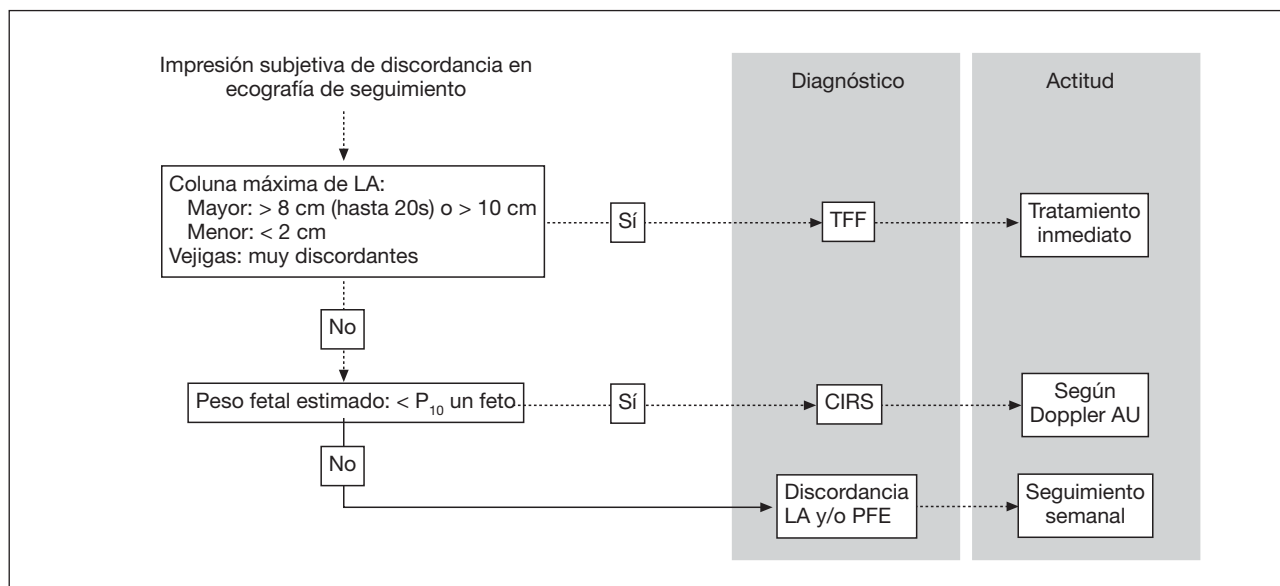 Impresión subjetiva de discordancia en
ecografía de seguimiento
Diagnóstico
Actitud
Coluna máxima de LA:
Mayor: > 8 cm (hasta 20s) o > 10 cm
Menor: < 2 cm
Vejigas: muy discordantes
Sí
TFF
Tratamiento
inmediato
No
Peso fetal estimado: < P10 un feto
Sí
CIRS
Según
Doppler AU
No
Discordancia
LA y/o PFE
Seguimiento
semanal